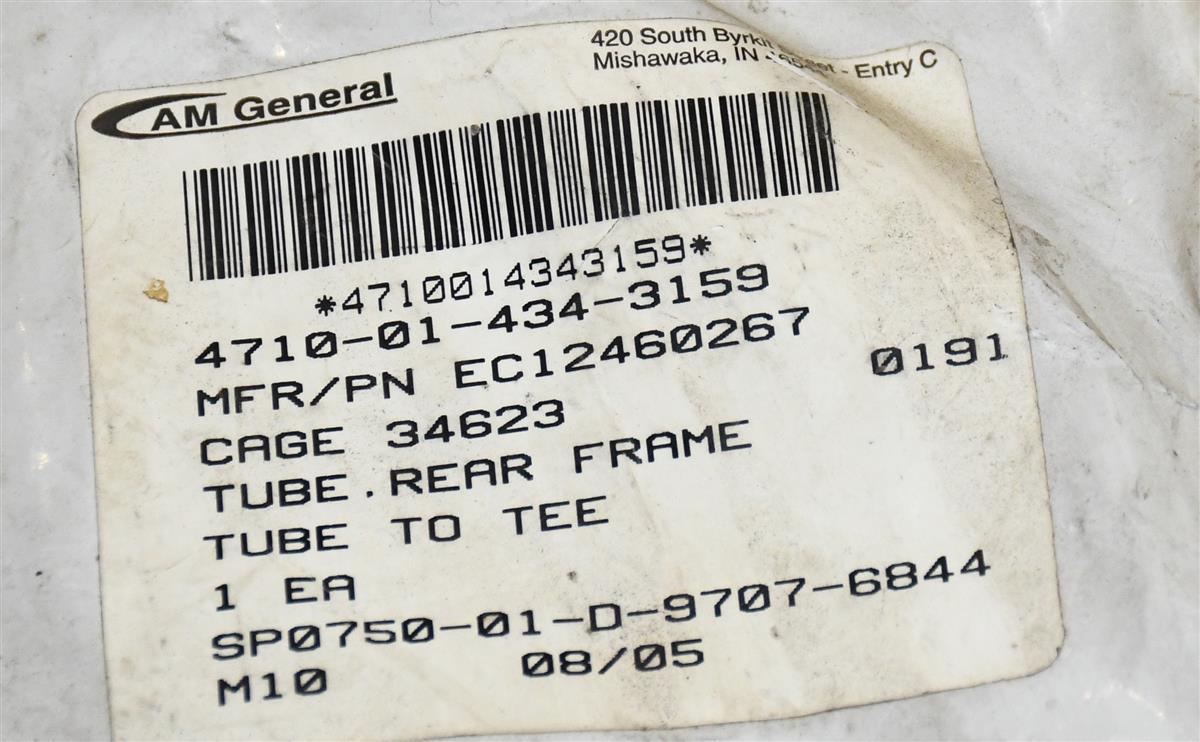 AM General
420 South Byrkit
Mishawaka, IN - Entry C
*4710014343159*
4710-01-434-3159
MFR/PN EC12460267
0191
CAGE 34623
TUBE.REAR FRAME
TUBE TO TEE
1 EA
SP0750-01-D-9707-6844
M10 08/05